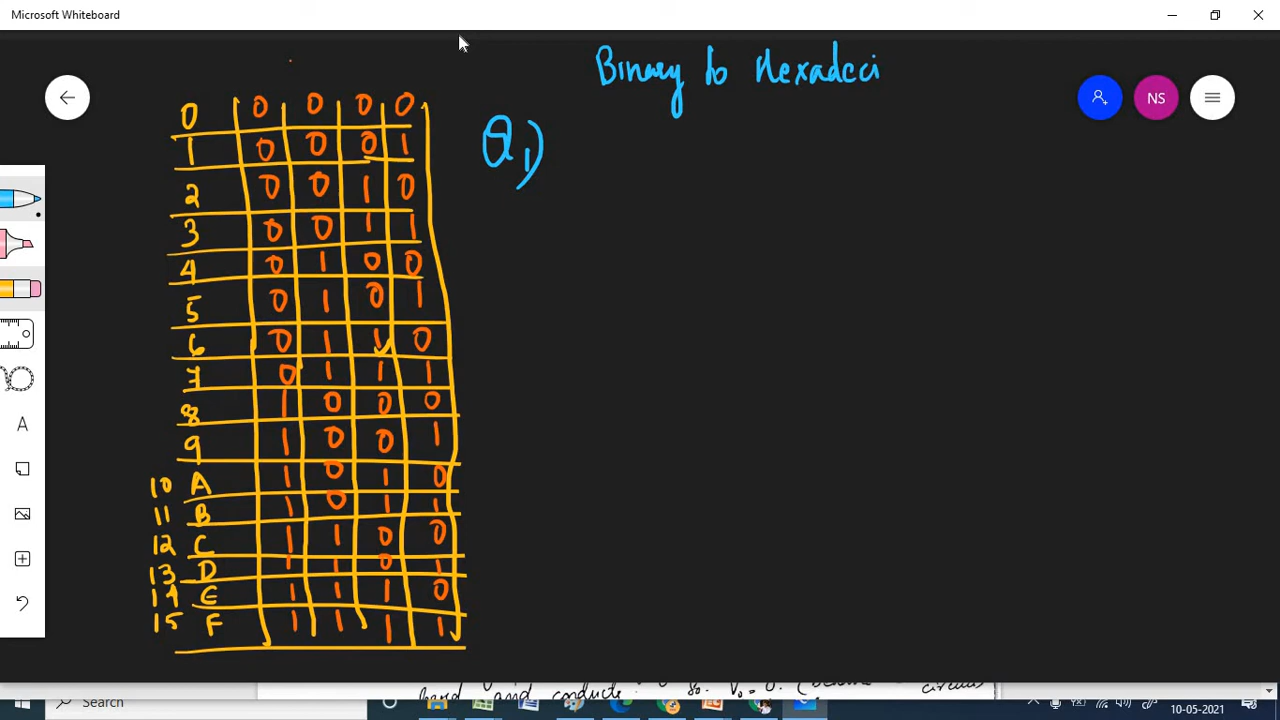 Microsoft Whiteboard
Binary to Hexadeci
NS
Q1)
0 0 0 0 0
1 0 0 0 1
2 0 0 1 0
3 0 0 1 1
4 0 1 0 0
5 0 1 0 1
6 0 1 1 0
7 0 1 1 1
8 1 0 0 0
9 1 0 0 1
10 A 1 0 1 0
11 B 1 0 1 1
12 C 1 1 0 0
13 D 1 1 0 1
14 E 1 1 1 0
15 F 1 1 1 1
A
and conducts
Search
10-05-2021